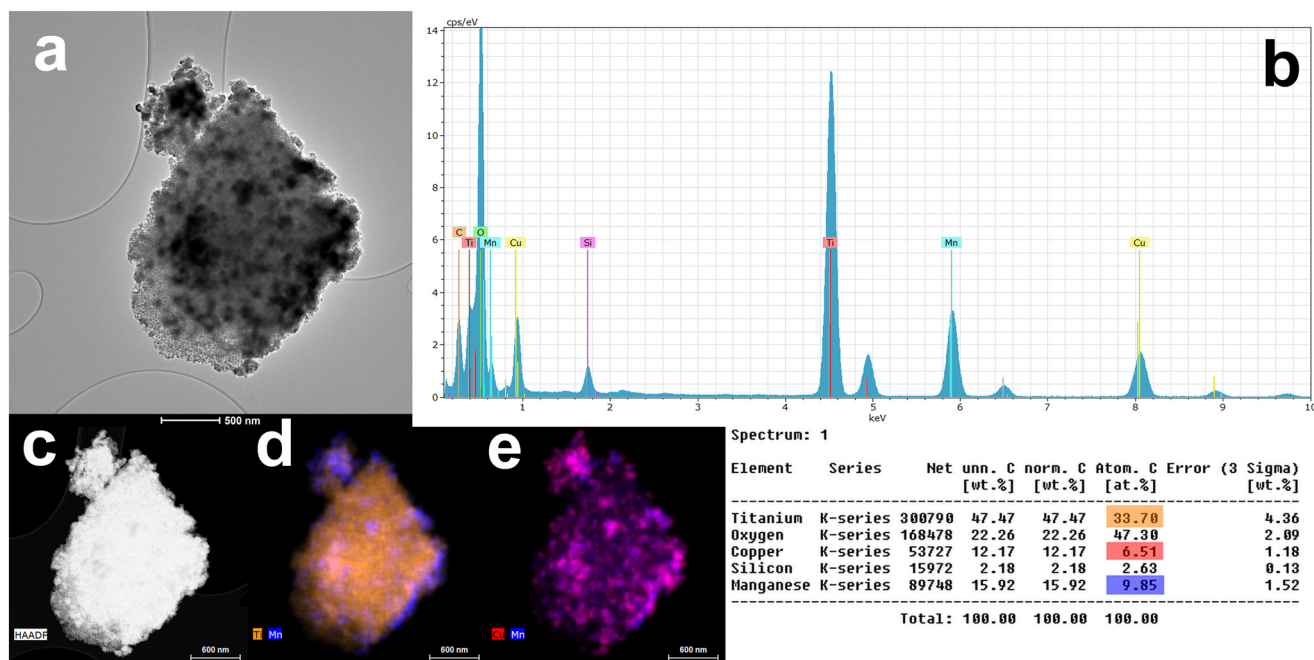 a
500 nm
cps/eV
b
14
12
10
8
6
4
2
0
C
Ti
O
Mn
Cu
Si
Ti
Mn
Cu
1
2
3
4
5
6
7
8
9
10
keV
c
HAADF
600 nm
d
Ti Mn
600 nm
e
Cu Mn
600 nm
Spectrum: 1
Element Series Net unn. C norm. C Atom. C Error (3 Sigma)
[wt.%] [wt.%] [at.%] [wt.%]
Titanium K-series 300790 47.47 47.47 33.70 4.36
Oxygen K-series 168478 22.26 22.26 47.30 2.09
Copper K-series 53727 12.17 12.17 6.51 1.18
Silicon K-series 15972 2.18 2.18 2.63 0.13
Manganese K-series 89748 15.92 15.92 9.85 1.52
Total: 100.00 100.00 100.00